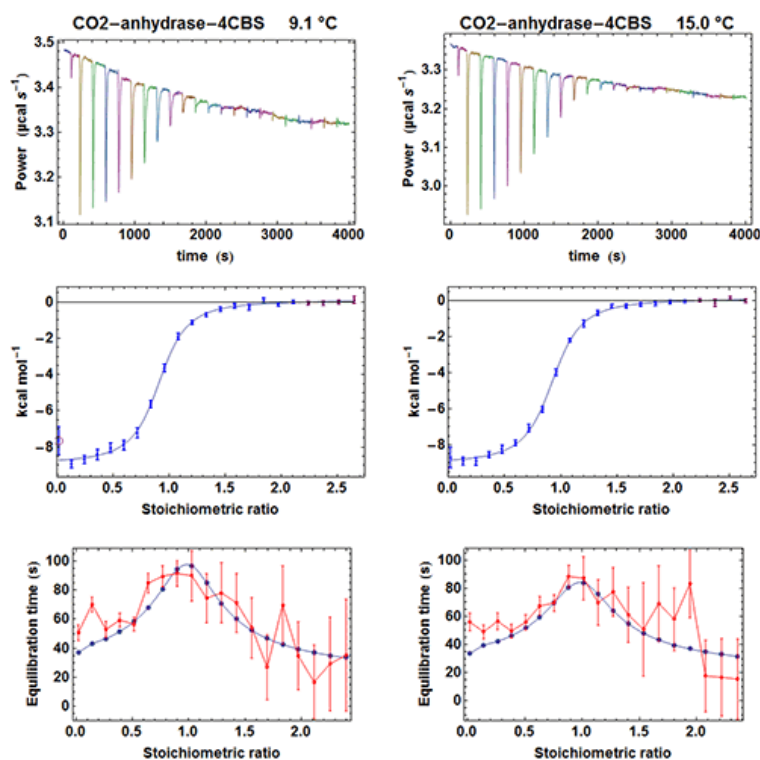 CO2−anhydrase−4CBS 9.1 °C
3.5
3.4
3.3
3.1
Power (µcal s⁻¹)
0 1000 2000 3000 4000
time (s)
CO2−anhydrase−4CBS 15.0 °C
3.3
3.2
3.1
3.0
Power (µcal s⁻¹)
0 1000 2000 3000 4000
time (s)
0
−2
−4
−6
−8
kcal mol⁻¹
0.0 0.5 1.0 1.5 2.0 2.5
Stoichiometric ratio
0
−2
−4
−6
−8
kcal mol⁻¹
0.0 0.5 1.0 1.5 2.0 2.5
Stoichiometric ratio
100
80
60
40
20
0
Equilibration time (s)
0.0 0.5 1.0 1.5 2.0
Stoichiometric ratio
100
80
60
40
20
0
Equilibration time (s)
0.0 0.5 1.0 1.5 2.0
Stoichiometric ratio